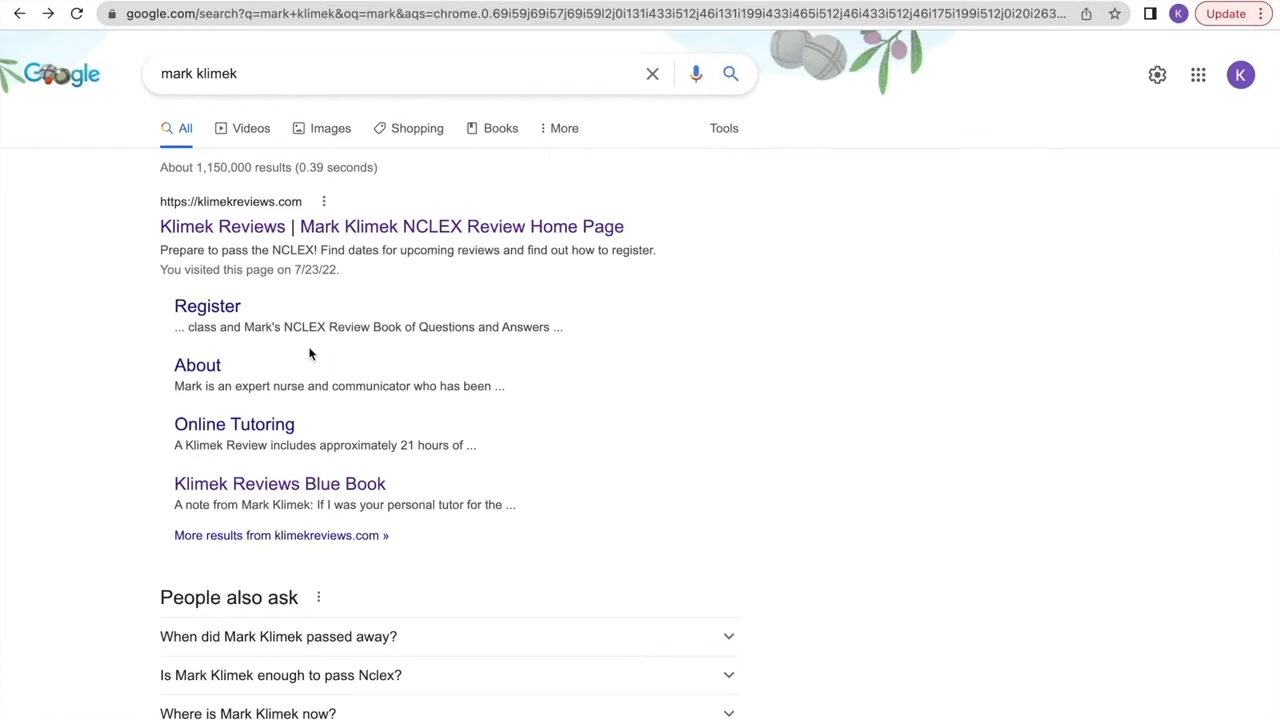 google.com/search?q=mark+klimek&oq=mark&aqs=chrome.0.69i59j69i57j69i59l2j0i131i433i512j46i131i199i433i465i512j46i433i512j46i175i199i512j0i20i263...
K
Update
Google
mark klimek
K
All
Videos
Images
Shopping
Books
More
Tools
About 1,150,000 results (0.39 seconds)
https://klimekreviews.com
Klimek Reviews | Mark Klimek NCLEX Review Home Page
Prepare to pass the NCLEX! Find dates for upcoming reviews and find out how to register.
You visited this page on 7/23/22.
Register
... class and Mark's NCLEX Review Book of Questions and Answers ...
About
Mark is an expert nurse and communicator who has been ...
Online Tutoring
A Klimek Review includes approximately 21 hours of ...
Klimek Reviews Blue Book
A note from Mark Klimek: If I was your personal tutor for the ...
More results from klimekreviews.com »
People also ask
When did Mark Klimek passed away?
Is Mark Klimek enough to pass Nclex?
Where is Mark Klimek now?